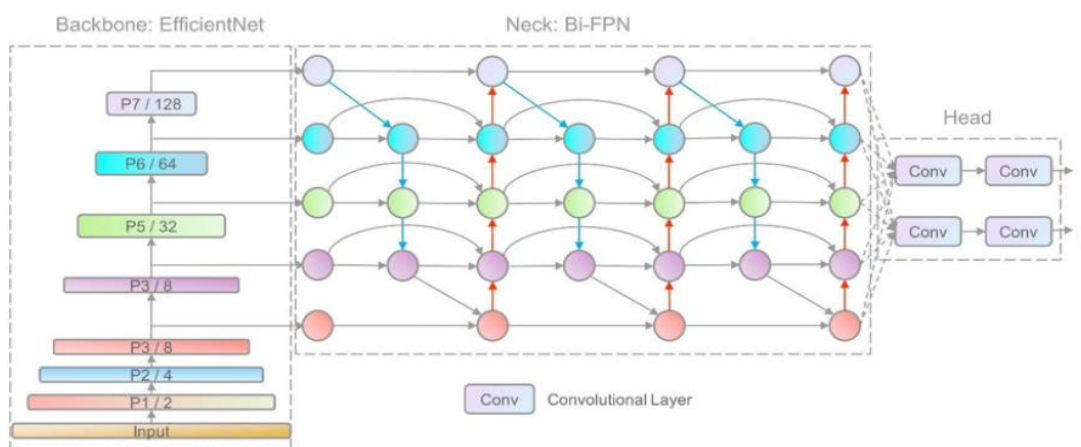 Backbone: EfficientNet
Neck: Bi-FPN
Head
P7 / 128
P6 / 64
P5 / 32
P3 / 8
P3 / 8
P2 / 4
P1 / 2
Input
Conv
Conv
Conv
Conv
Conv
Convolutional Layer